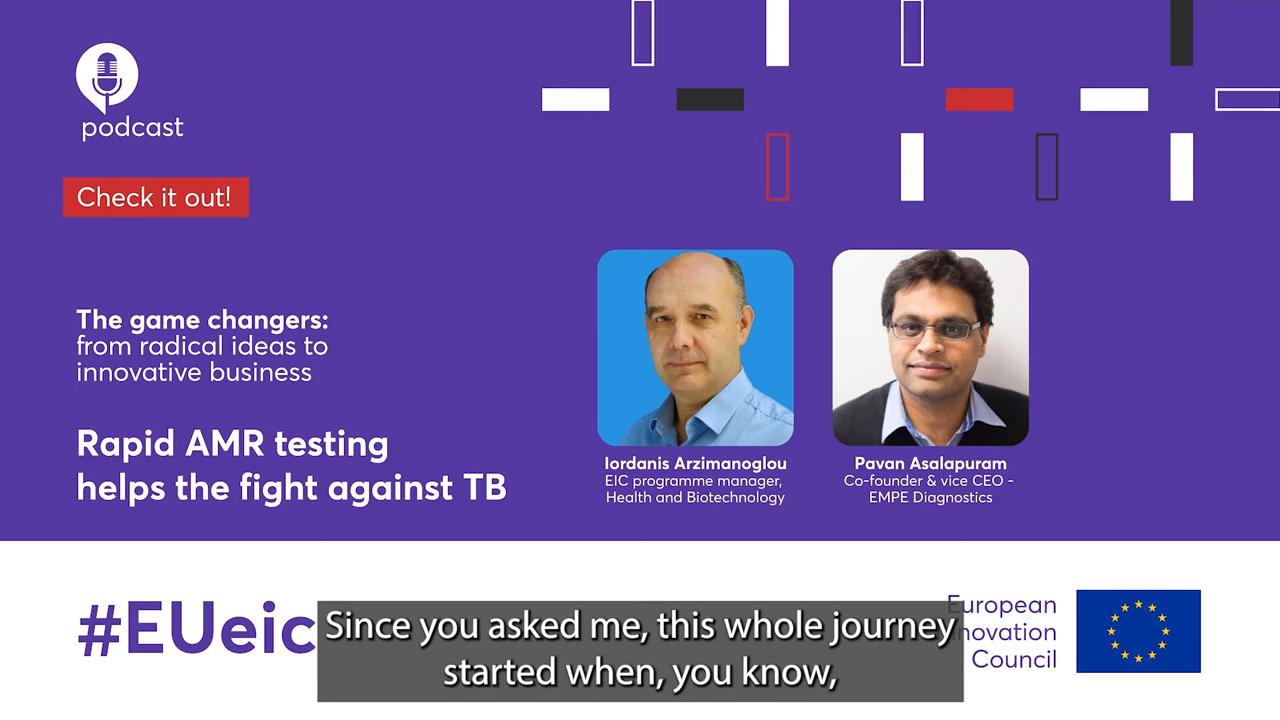 podcast
Check it out!
The game changers:
from radical ideas to
innovative business
Rapid AMR testing
helps the fight against TB
Iordanis Arzimanoglou
EIC programme manager,
Health and Biotechnology
Pavan Asalapuram
Co-founder & vice CEO -
EMPE Diagnostics
#EUeic
European
novation
Council
Since you asked me, this whole journey
started when, you know,